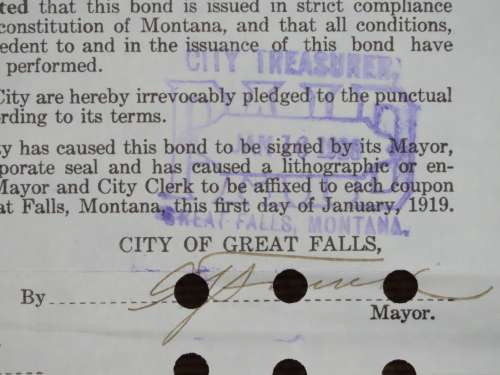 ted that this bond is issued in strict compliance
constitution of Montana, and that all conditions,
edent to and in the issuance of this bond have
performed.
CITY TREASURER,
City are hereby irrevocably pledged to the punctual
rding to its terms.
PAID
y has caused this bond to be signed by its Mayor,
porate seal and has caused a lithographic or en-
Mayor and City Clerk to be affixed to each coupon
at Falls, Montana, this first day of January, 1919.
GREAT FALLS, MONTANA.
CITY OF GREAT FALLS,
By
Mayor.